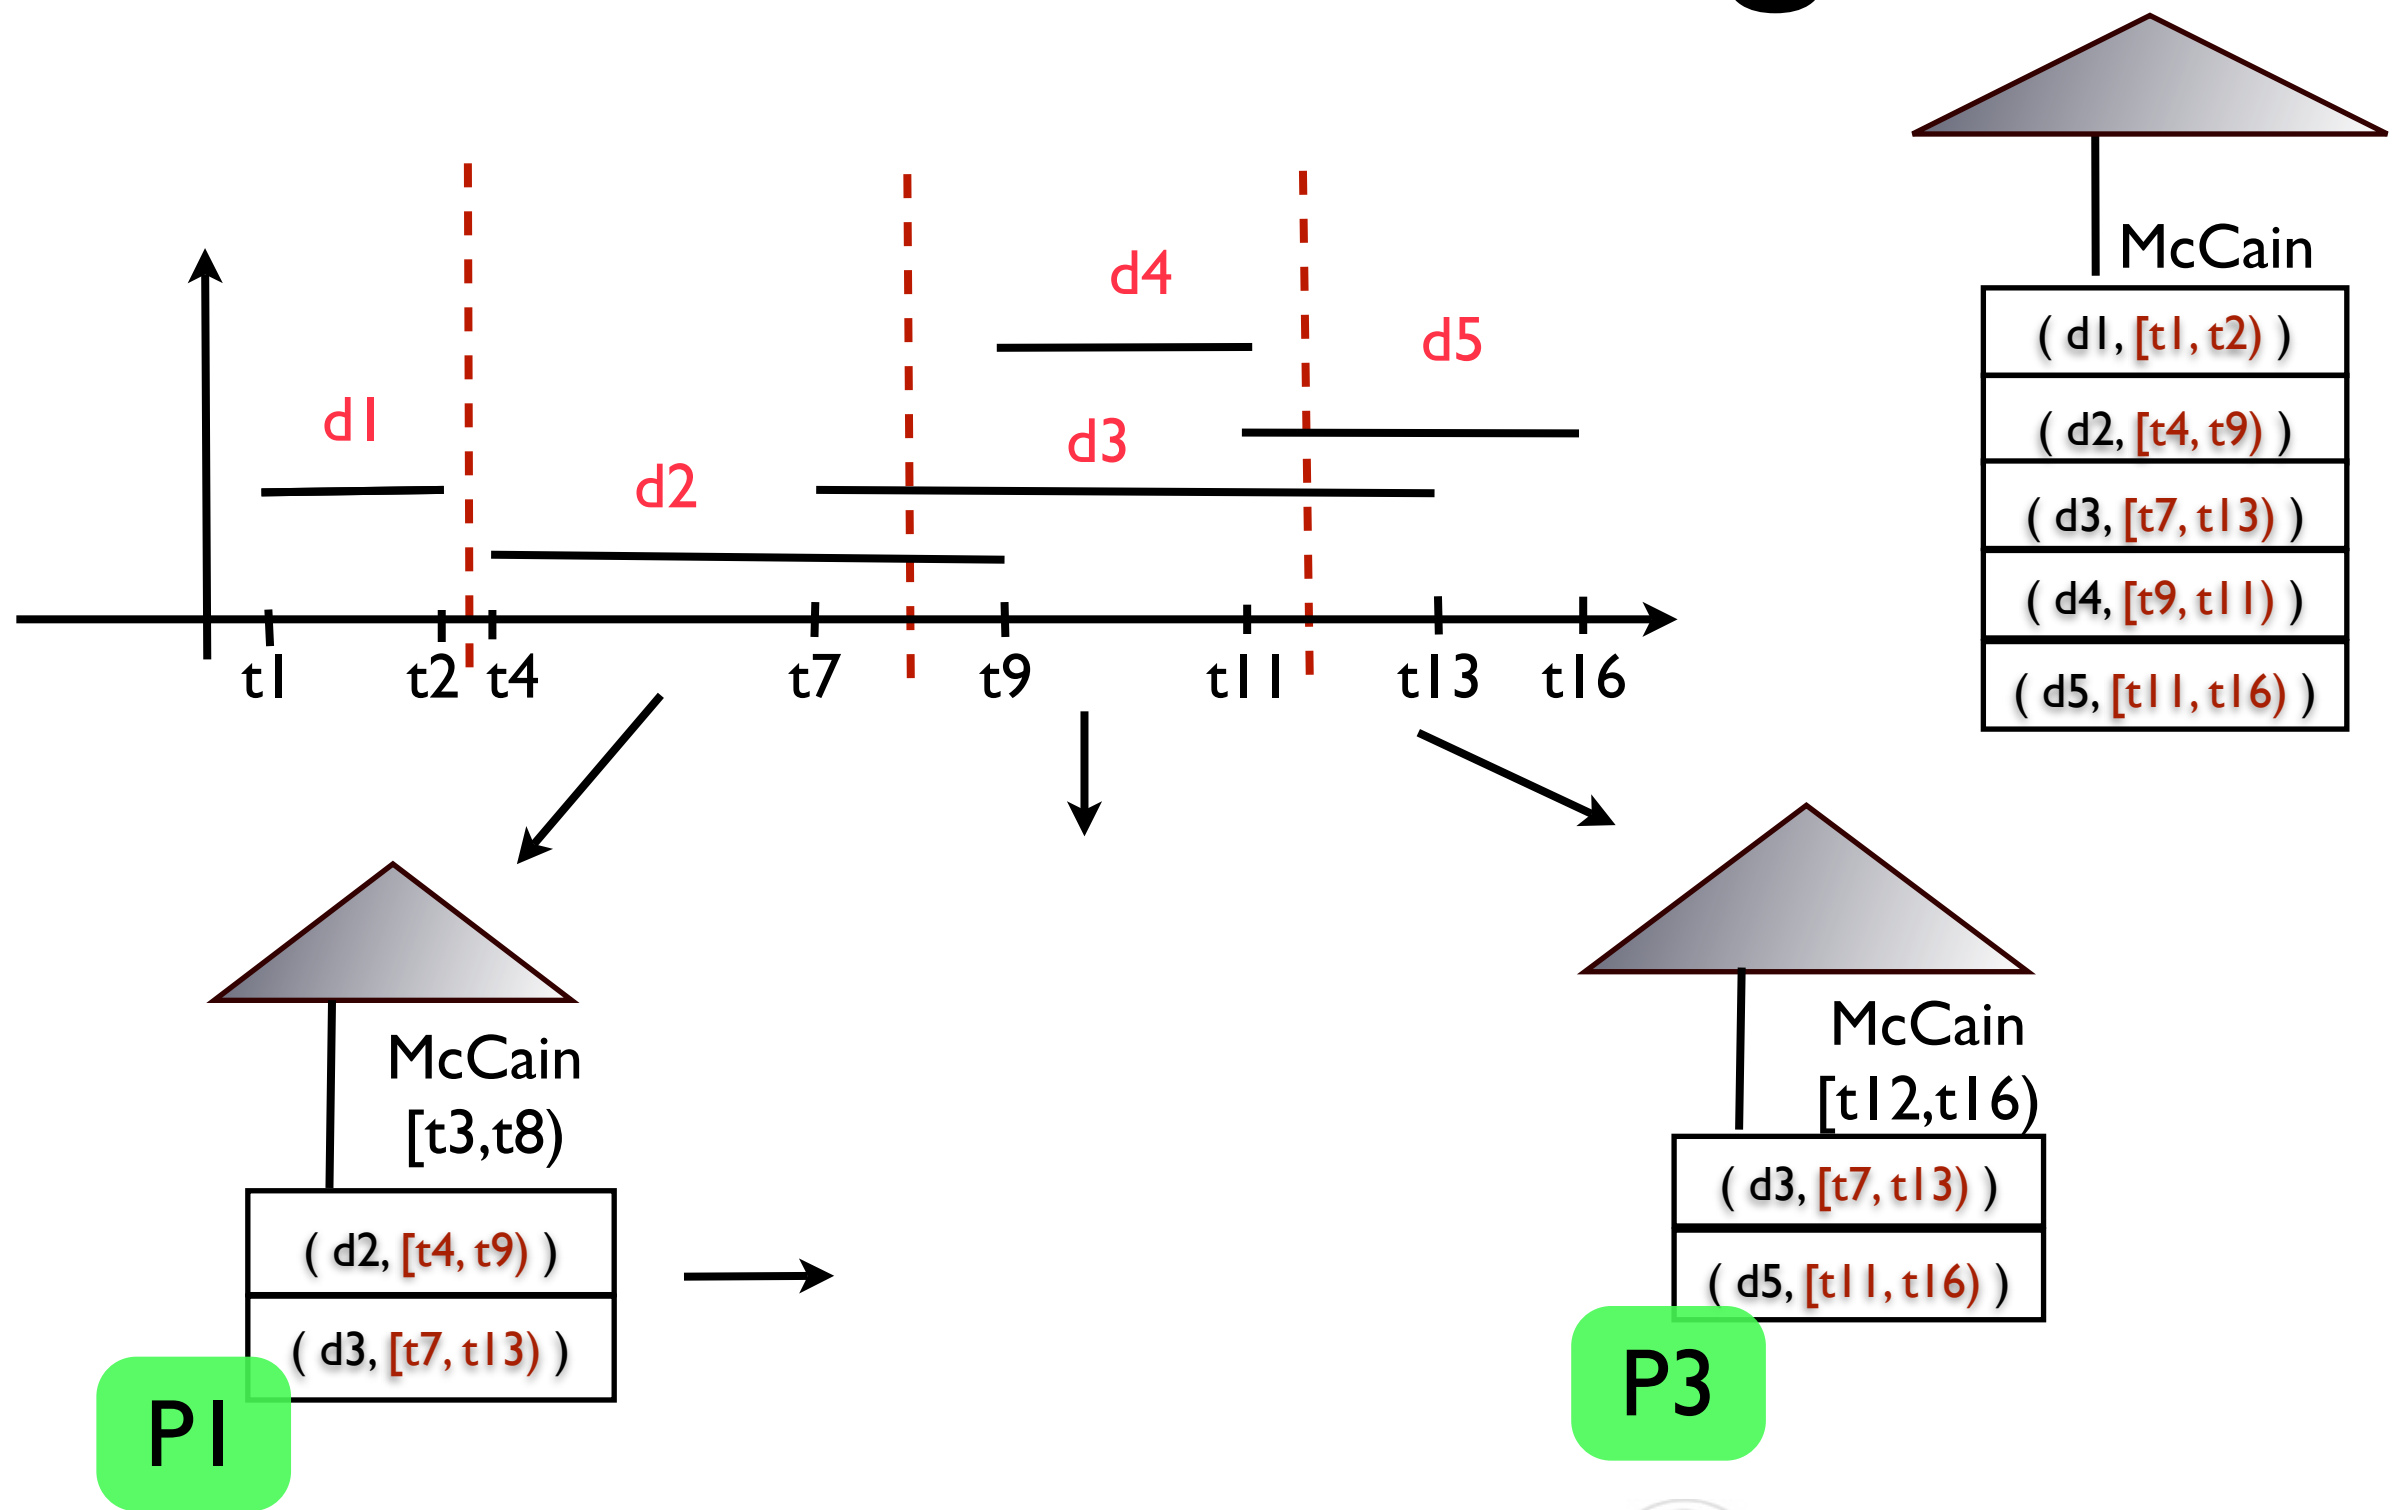 McCain
( d1, [t1, t2) )
( d2, [t4, t9) )
( d3, [t7, t13) )
( d4, [t9, t11) )
( d5, [t11, t16) )
d4
d5
d1
d3
d2
t1 t2 t4 t7 t9 t11 t13 t16
McCain
[t3,t8)
( d2, [t4, t9) )
( d3, [t7, t13) )
P1
McCain
[t12,t16)
( d3, [t7, t13) )
( d5, [t11, t16) )
P3